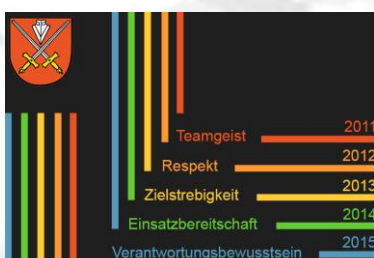 2011
Teamgeist
2012
Respekt
2013
Zielstrebigkeit
2014
Einsatzbereitschaft
2015
Verantwortungsbewusstsein